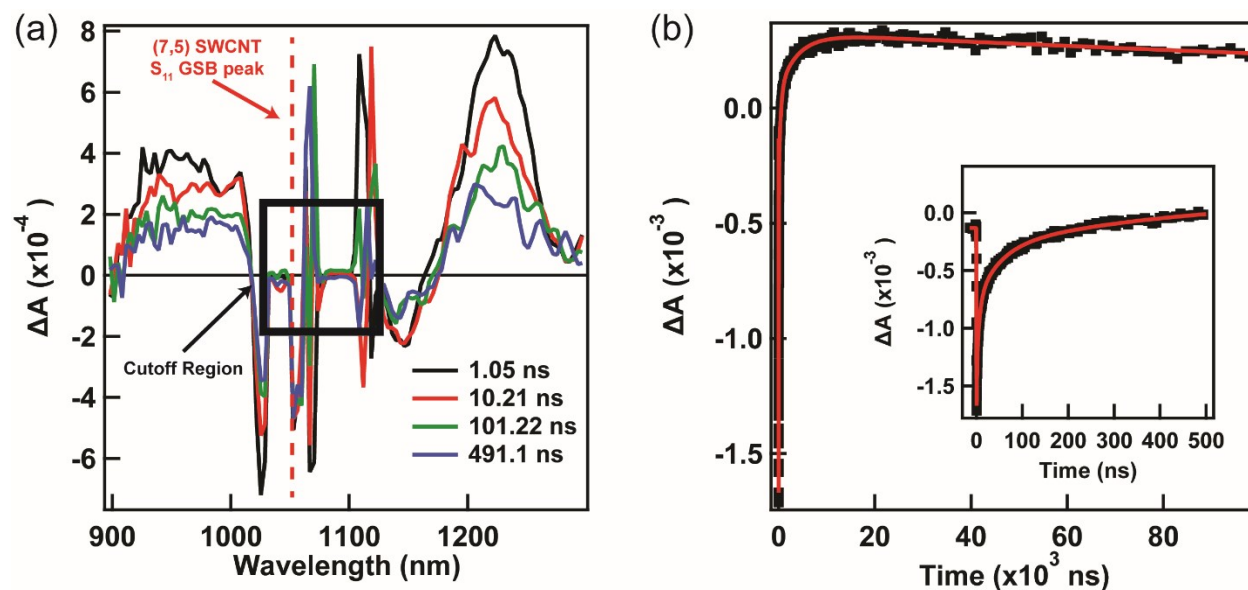 (a)
ΔA (x10⁻⁴)
8
6
4
2
0
-2
-4
-6
(7,5) SWCNT
S₁₁ GSB peak
Cutoff Region
1.05 ns
10.21 ns
101.22 ns
491.1 ns
900
1000
1100
1200
Wavelength (nm)
(b)
ΔA (x10⁻³)
0.0
-0.5
-1.0
-1.5
0
20
40
60
80
Time (x10³ ns)
ΔA (x10⁻³)
0.0
-0.5
-1.0
-1.5
0
100
200
300
400
500
Time (ns)